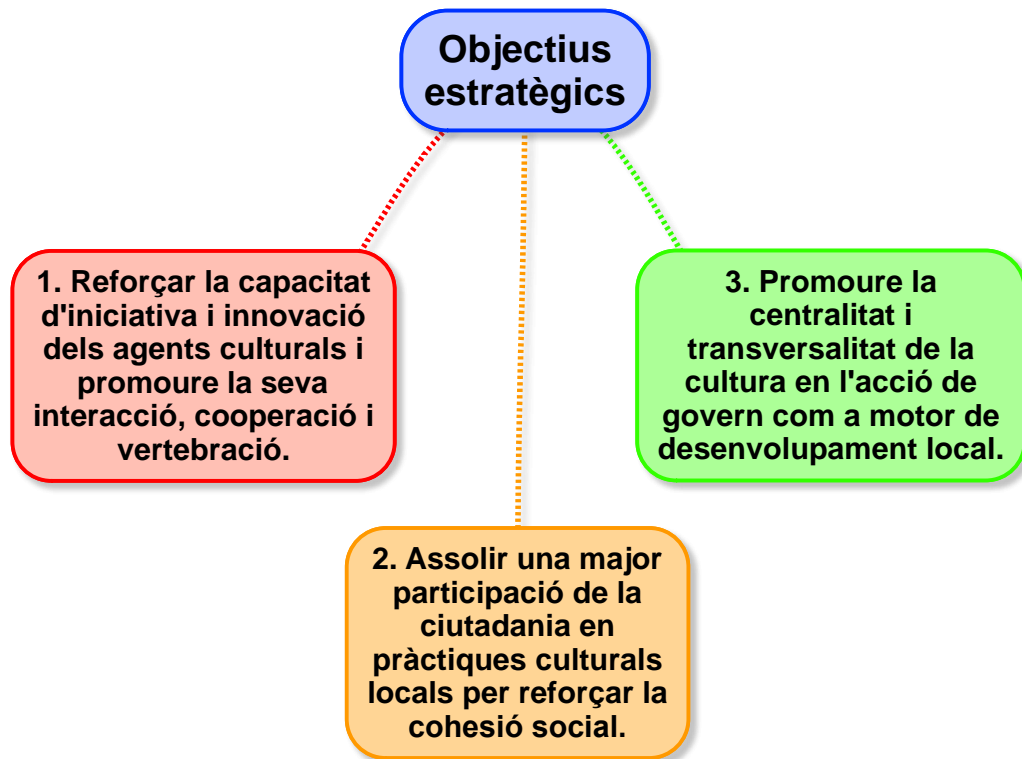 Objectius
estratègics
1. Reforçar la capacitat
d'iniciativa i innovació
dels agents culturals i
promoure la seva
interacció, cooperació i
vertebració.
2. Assolir una major
participació de la
ciutadania en
pràctiques culturals
locals per reforçar la
cohesió social.
3. Promoure la
centralitat i
transversalitat de la
cultura en l'acció de
govern com a motor de
desenvolupament local.